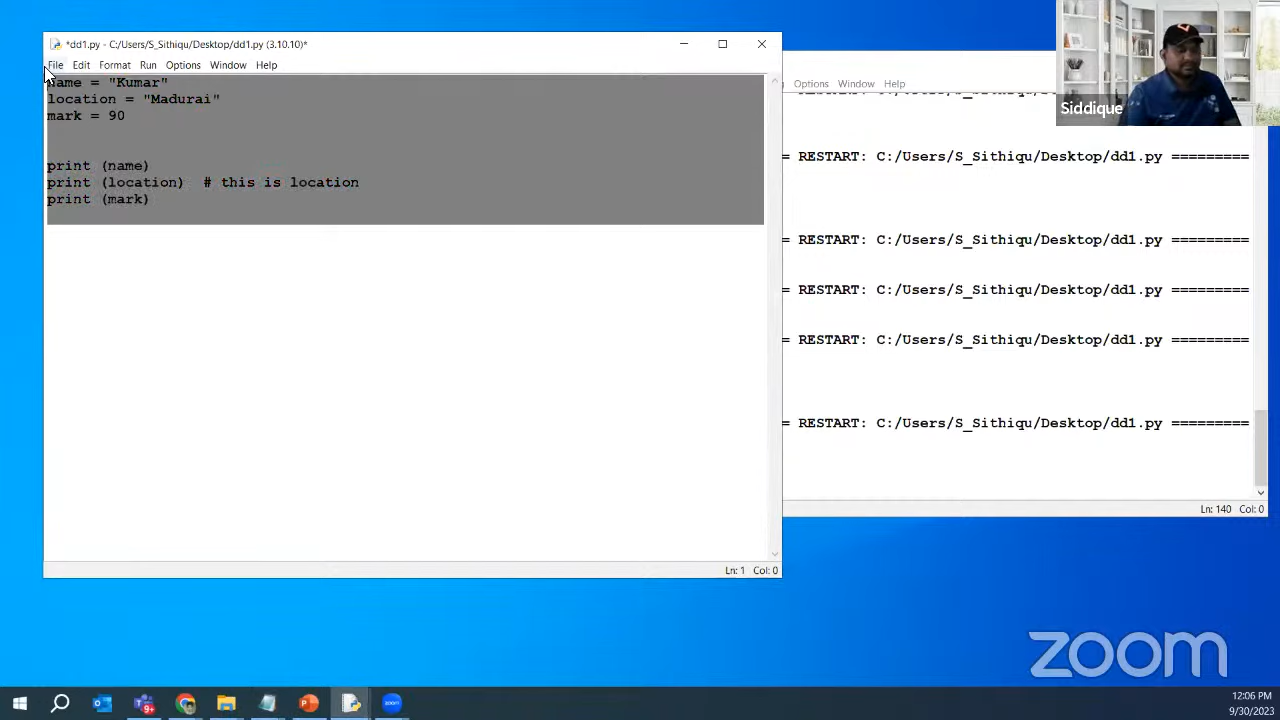 *dd1.py - C:/Users/S_Sithiqu/Desktop/dd1.py (3.10.10)*
File Edit Format Run Options Window Help
name = "Kumar"
location = "Madurai"
mark = 90
print (name)
print (location) # this is location
print (mark)
Ln: 1 Col: 0
Options Window Help
= RESTART: C:/Users/S_Sithiqu/Desktop/dd1.py =========
= RESTART: C:/Users/S_Sithiqu/Desktop/dd1.py =========
= RESTART: C:/Users/S_Sithiqu/Desktop/dd1.py =========
= RESTART: C:/Users/S_Sithiqu/Desktop/dd1.py =========
= RESTART: C:/Users/S_Sithiqu/Desktop/dd1.py =========
Ln: 140 Col: 0
Siddique
zoom
zoom
12:06 PM
9/30/2023